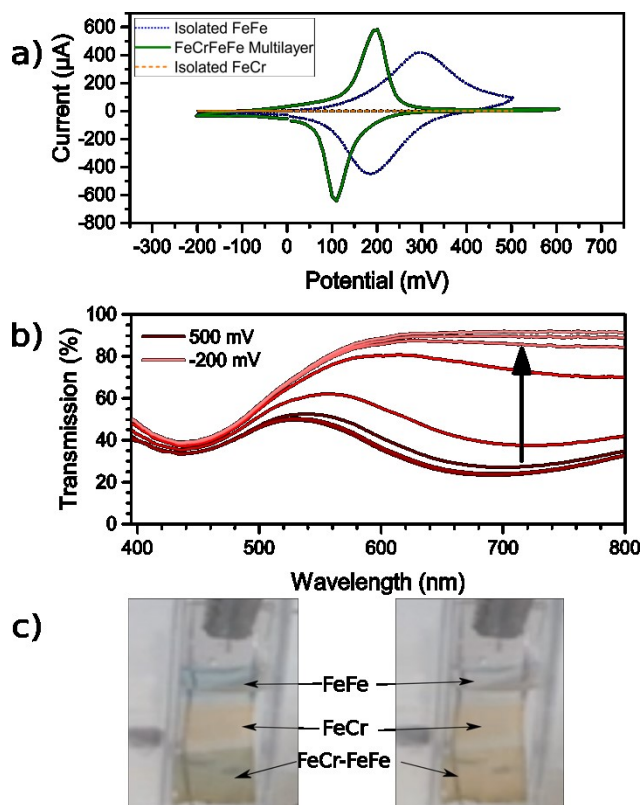 a)
Isolated FeFe
FeCrFeFe Multilayer
Isolated FeCr
600
400
200
0
-200
-400
-600
-800
Current (µA)
-300 -200 -100 0 100 200 300 400 500 600 700
Potential (mV)
b)
500 mV
-200 mV
100
80
60
40
20
0
Transmission (%)
400 500 600 700 800
Wavelength (nm)
c)
FeFe
FeCr
FeCr-FeFe